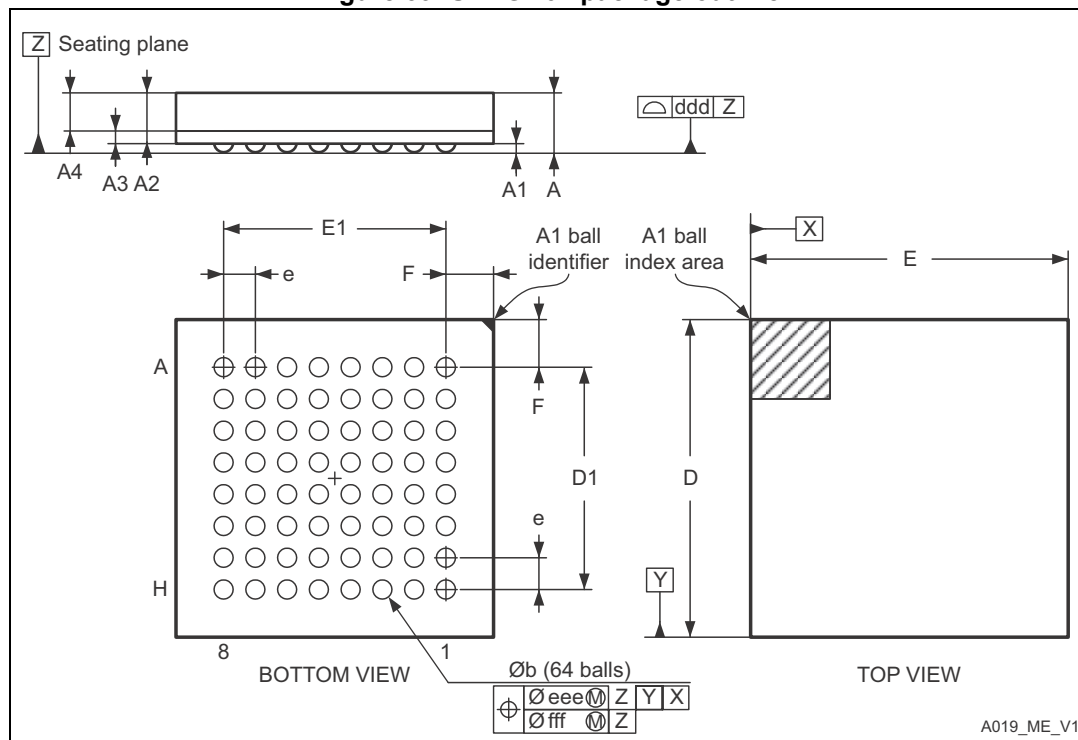 Z Seating plane
ddd Z
A4
A3 A2
A1 A
E1
e
F
A1 ball
identifier
A1 ball
index area
X
E
A
F
D1
D
e
H
Y
8
1
BOTTOM VIEW
Øb (64 balls)
TOP VIEW
Ø eee Ⓜ Z Y X
Ø fff Ⓜ Z
A019_ME_V1